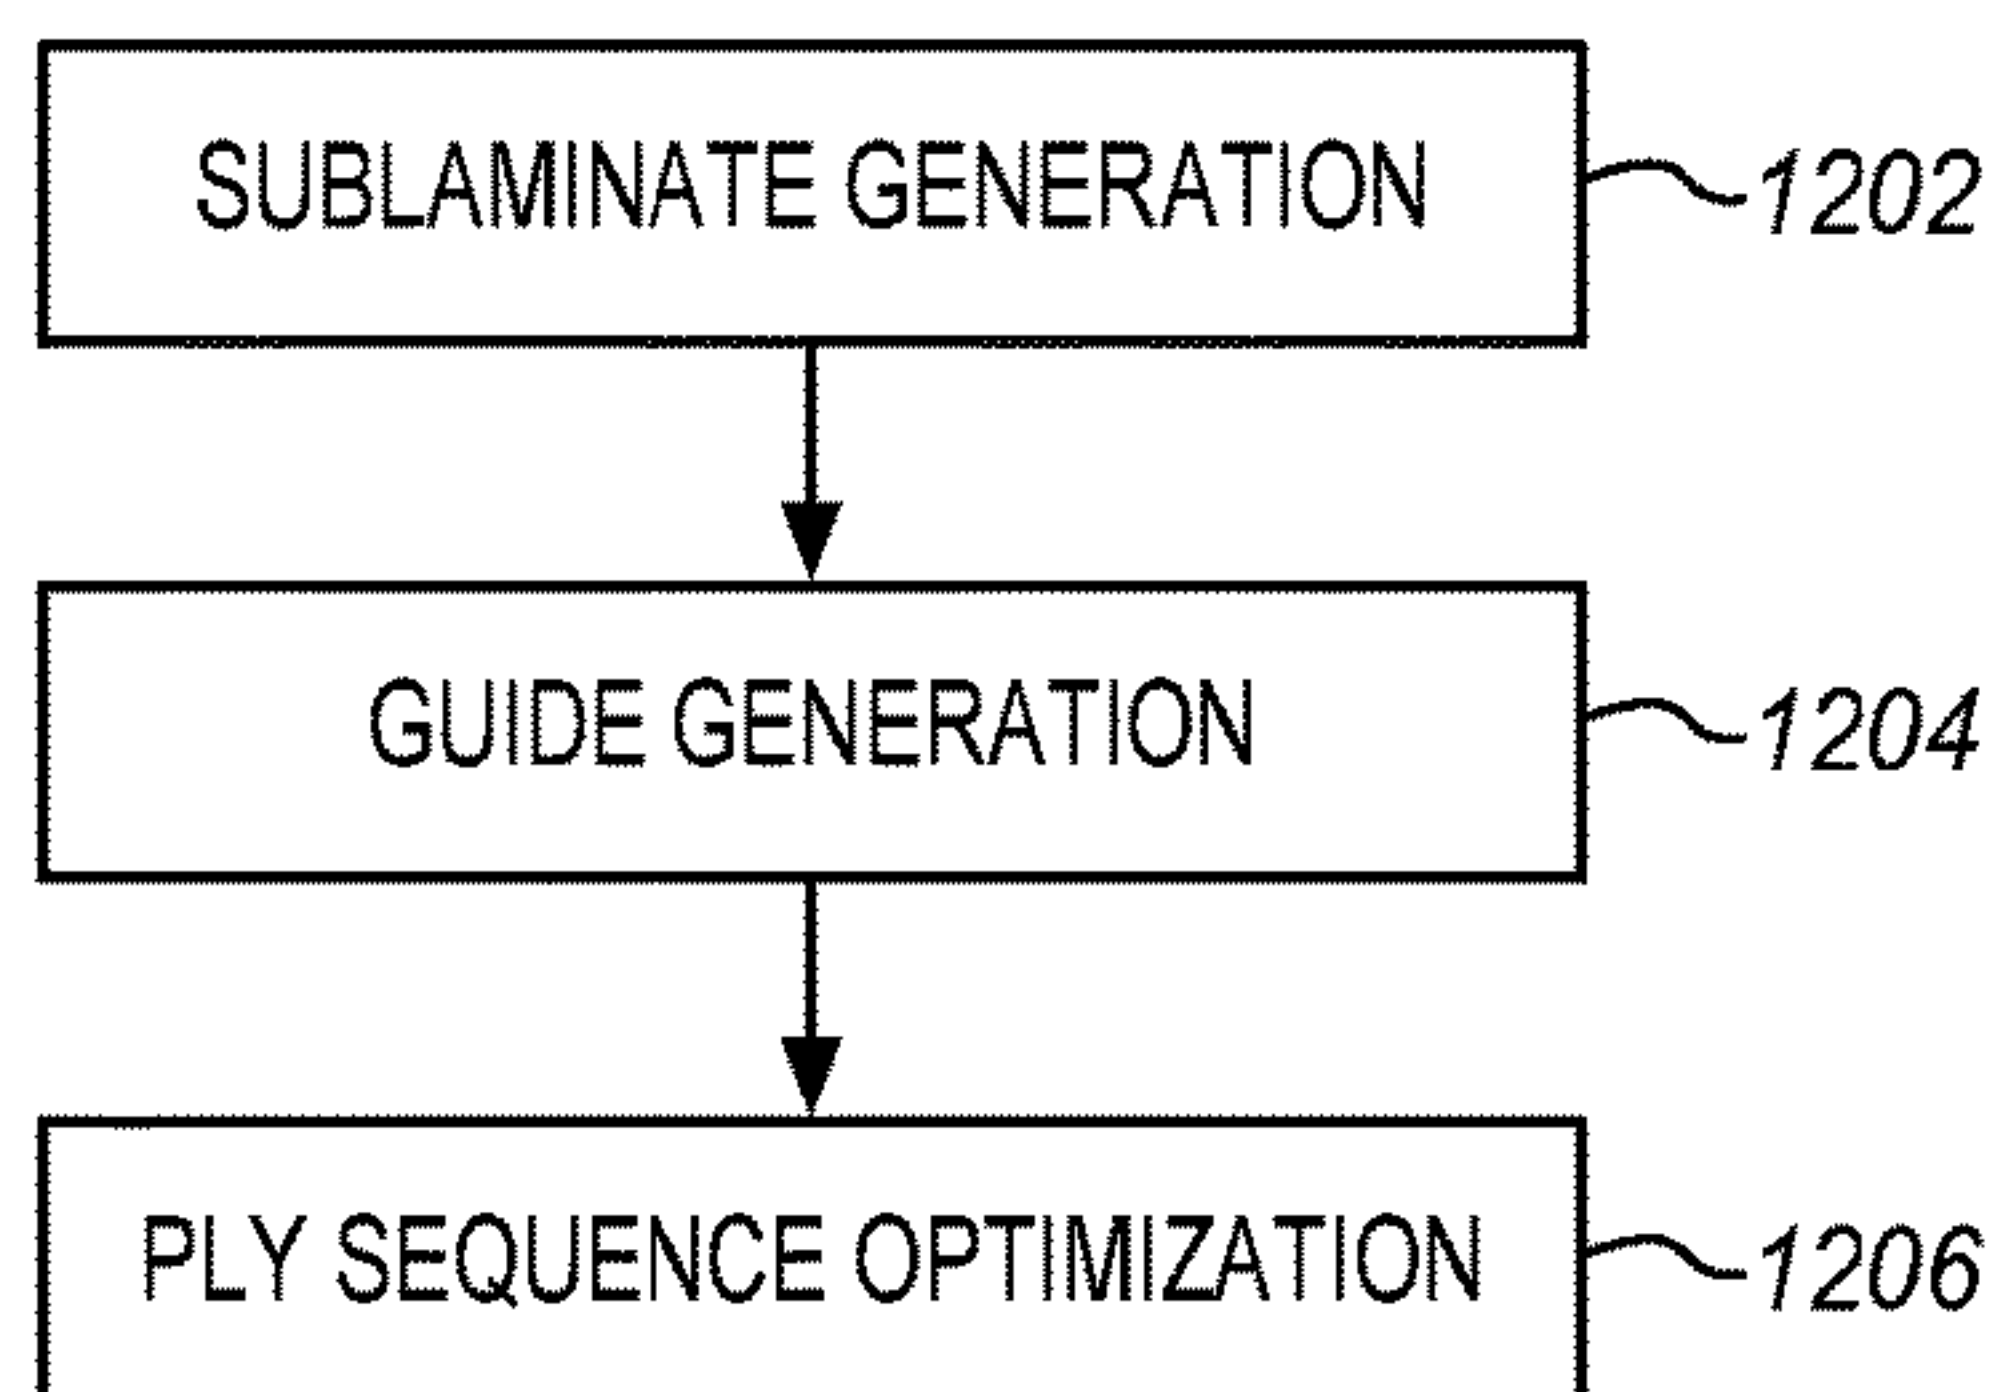 SUBLAMINATE GENERATION
1202
GUIDE GENERATION
1204
PLY SEQUENCE OPTIMIZATION
1206